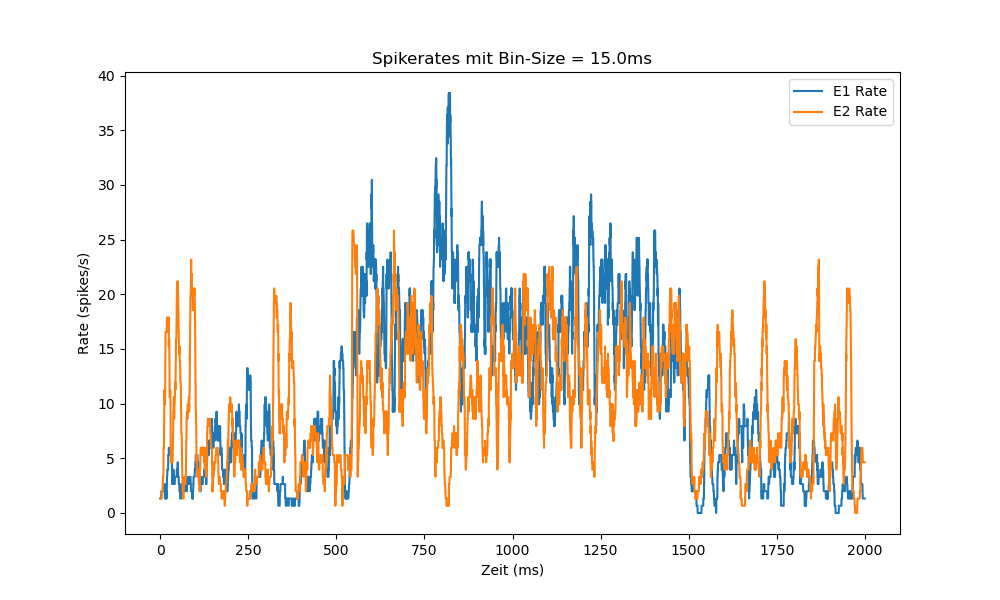 Spikerates mit Bin-Size = 15.0ms
E1 Rate
E2 Rate
Rate (spikes/s)
40
35
30
25
20
15
10
5
0
0 250 500 750 1000 1250 1500 1750 2000
Zeit (ms)